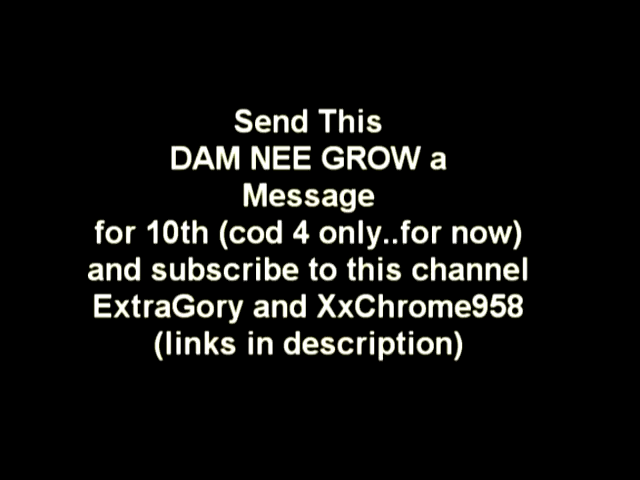 Send This
DAM NEE GROW a
Message
for 10th (cod 4 only..for now)
and subscribe to this channel
ExtraGory and XxChrome958
(links in description)